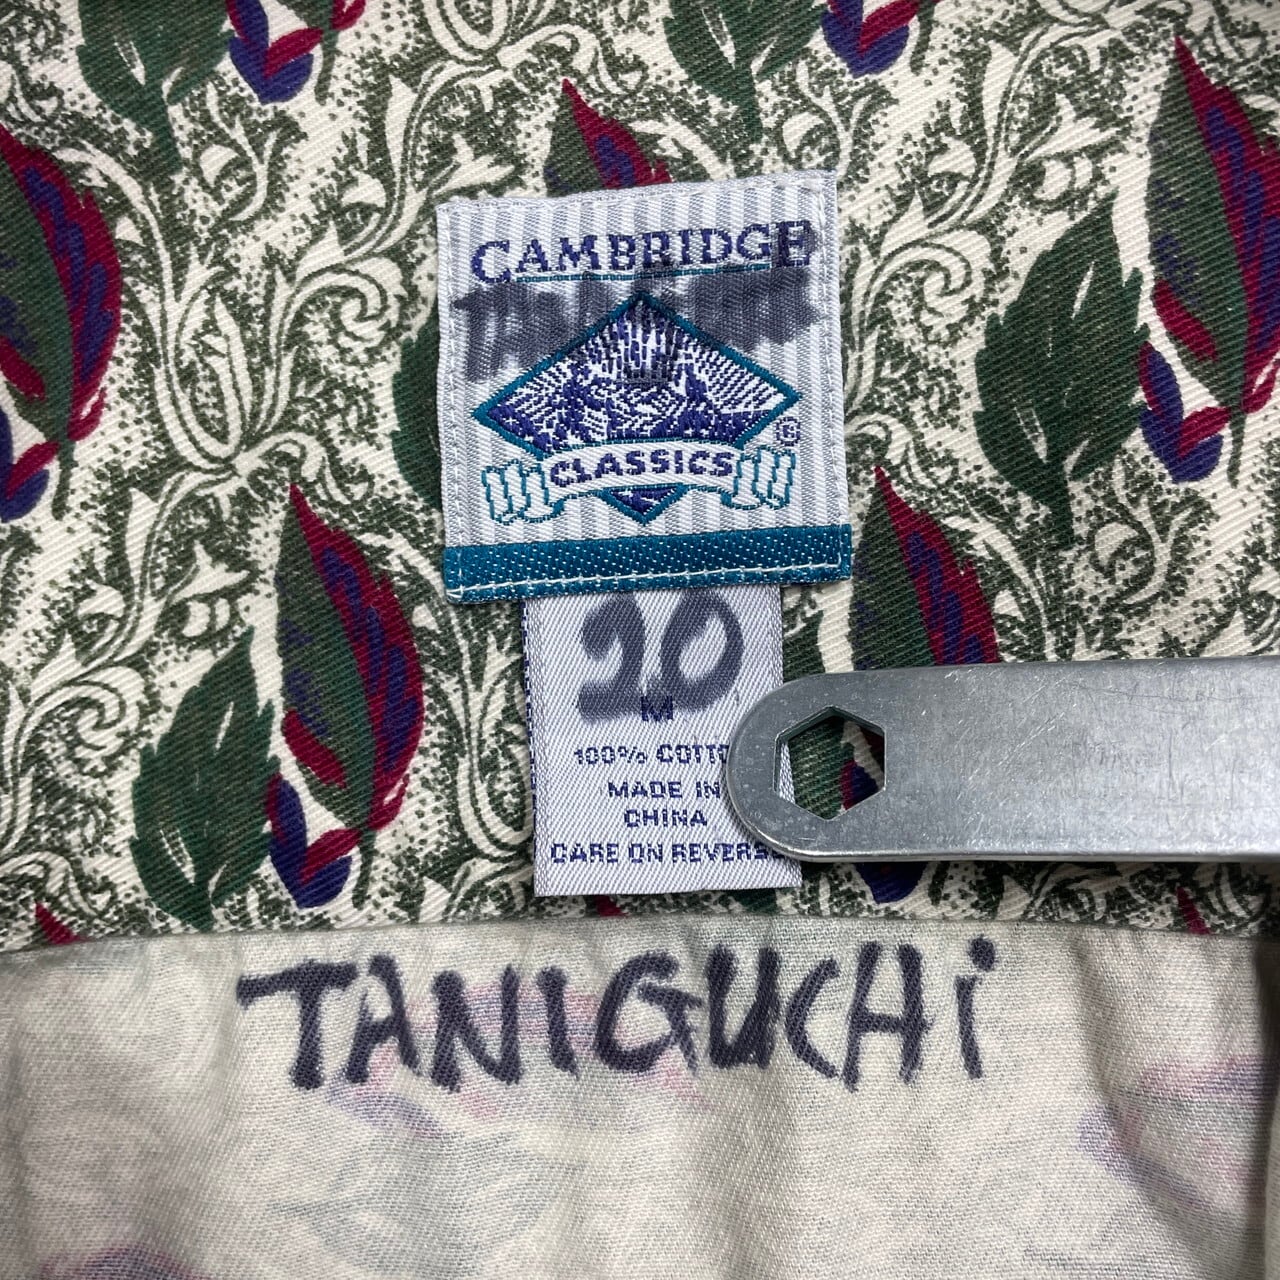 CAMBRIDGE
CLASSICS
20
M
100% COTTO
MADE IN
CHINA
CARE ON REVERS
TANIGUCHi